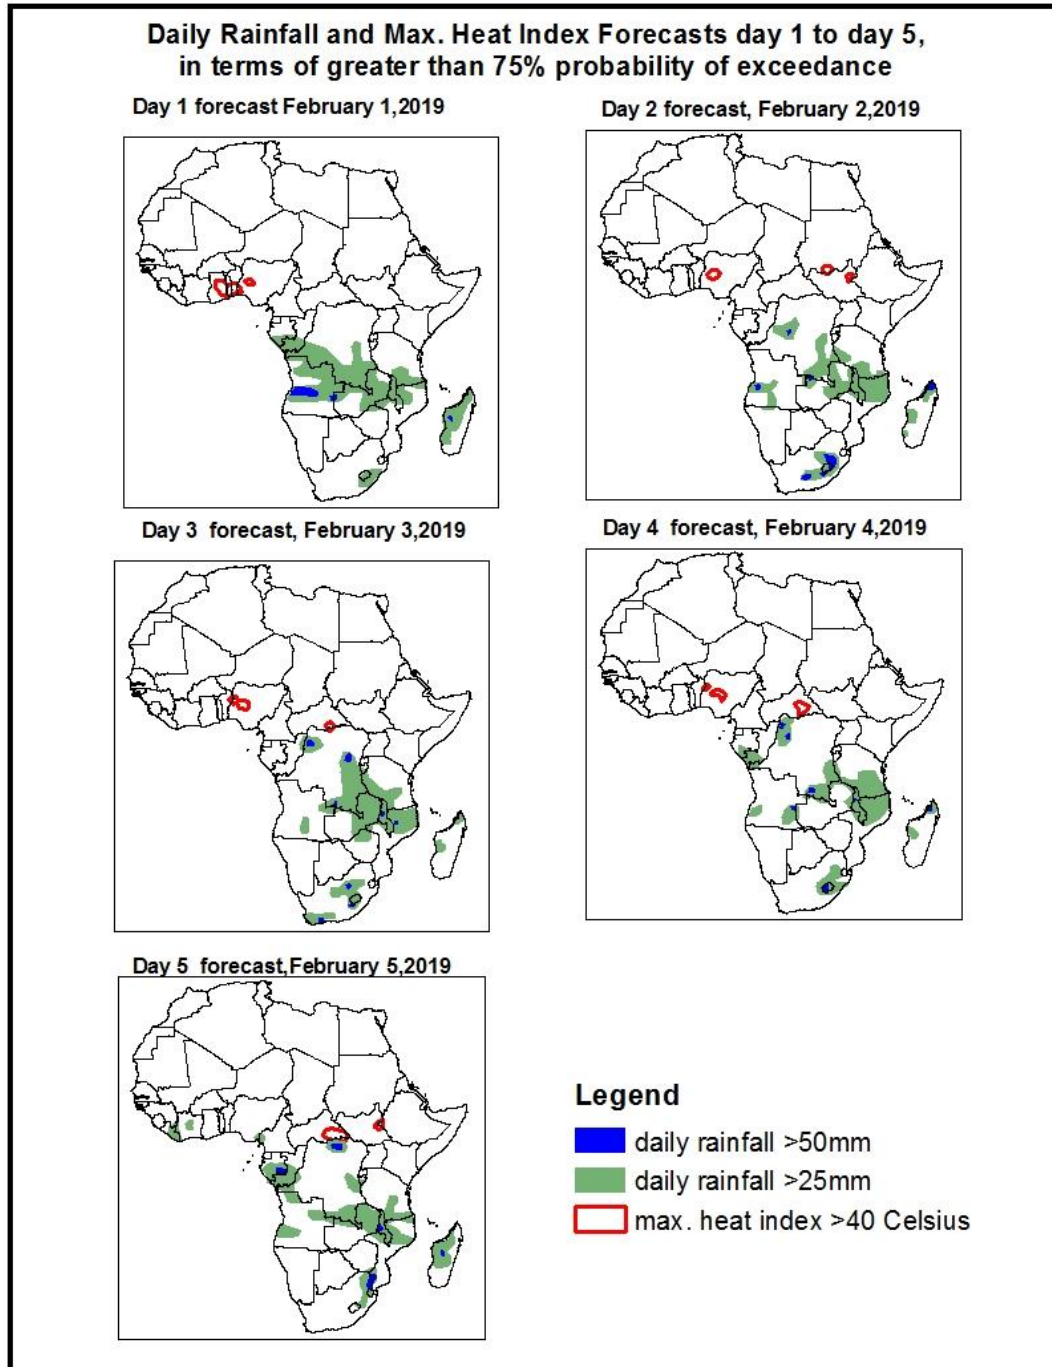 Daily Rainfall and Max. Heat Index Forecasts day 1 to day 5,
in terms of greater than 75% probability of exceedance
Day 1 forecast February 1,2019
Day 2 forecast, February 2,2019
Day 3  forecast, February 3,2019
Day 4  forecast, February 4,2019
Day 5  forecast,February 5,2019
Legend
daily rainfall >50mm
daily rainfall >25mm
max. heat index >40 Celsius